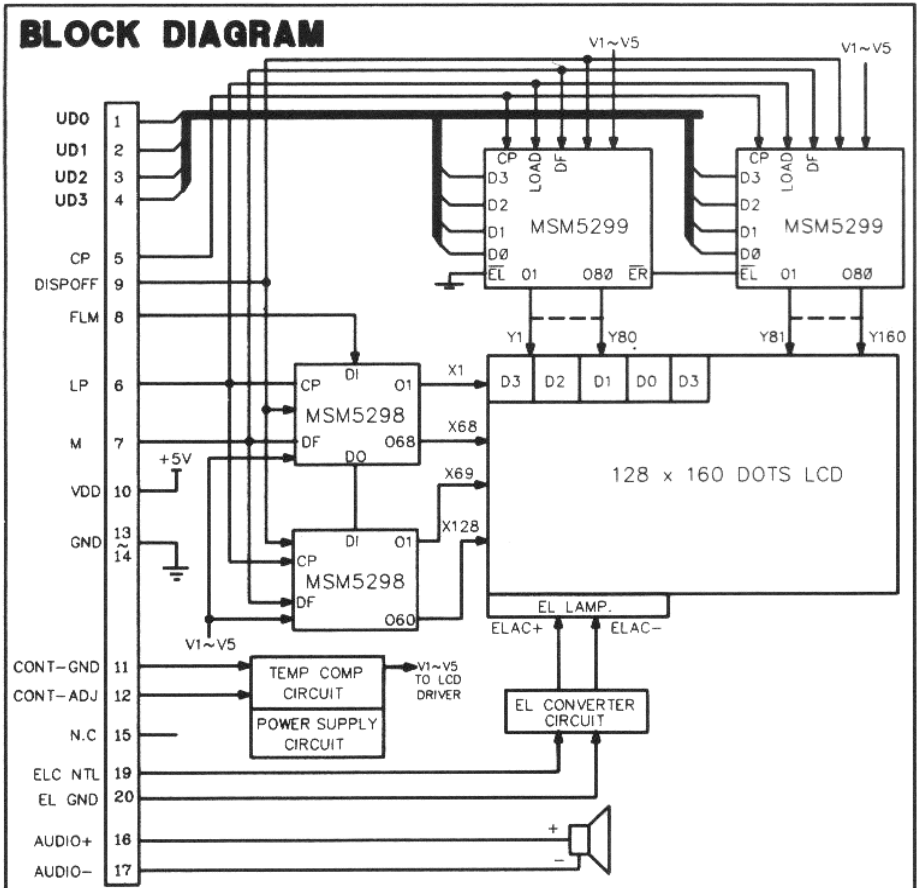 BLOCK DIAGRAM
V1~V5
V1~V5
UD0 1
UD1 2
UD2 3
UD3 4
CP 5
DISPOFF 9
FLM 8
LP 6
M 7
+5V
VDD 10
GND 13
~
14
CONT-GND 11
CONT-ADJ 12
N.C 15
ELC NTL 19
EL GND 20
AUDIO+ 16
AUDIO- 17
CP LOAD DF
D3
D2
D1
D0
MSM5299
EL O1 O80 ER
CP LOAD DF
D3
D2
D1
D0
MSM5299
EL O1 O80
Y1 Y80 Y81 Y160
DI
CP O1
MSM5298
DF O68
DO
X1
X68
X69
X128
DI O1
CP
MSM5298
DF
O60
V1~V5
D3 D2 D1 D0 D3
128 x 160 DOTS LCD
EL LAMP.
ELAC+ ELAC-
TEMP COMP
CIRCUIT
POWER SUPPLY
CIRCUIT
V1~V5
TO LCD
DRIVER
EL CONVERTER
CIRCUIT
+
-